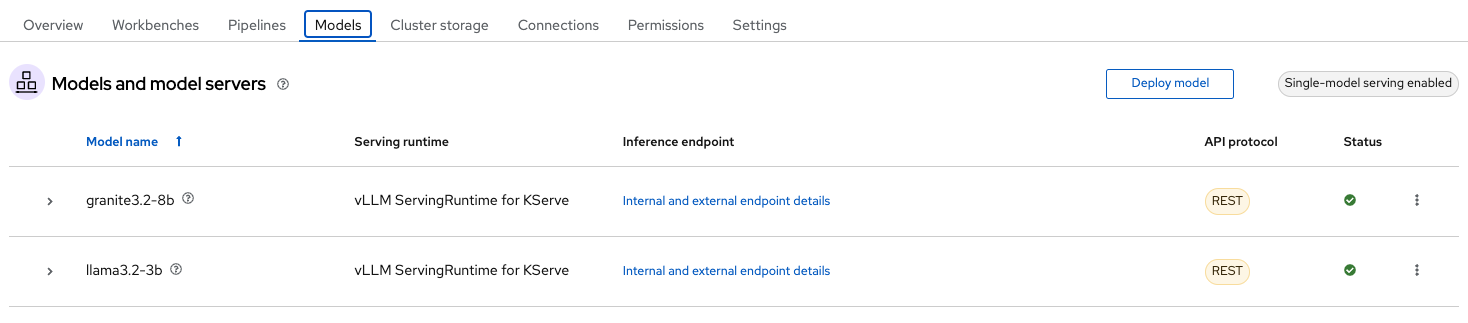 Overview Workbenches Pipelines Models Cluster storage Connections Permissions Settings
Models and model servers Deploy model Single-model serving enabled
Model name Serving runtime Inference endpoint API protocol Status
granite3.2-8b vLLM ServingRuntime for KServe Internal and external endpoint details REST
llama3.2-3b vLLM ServingRuntime for KServe Internal and external endpoint details REST